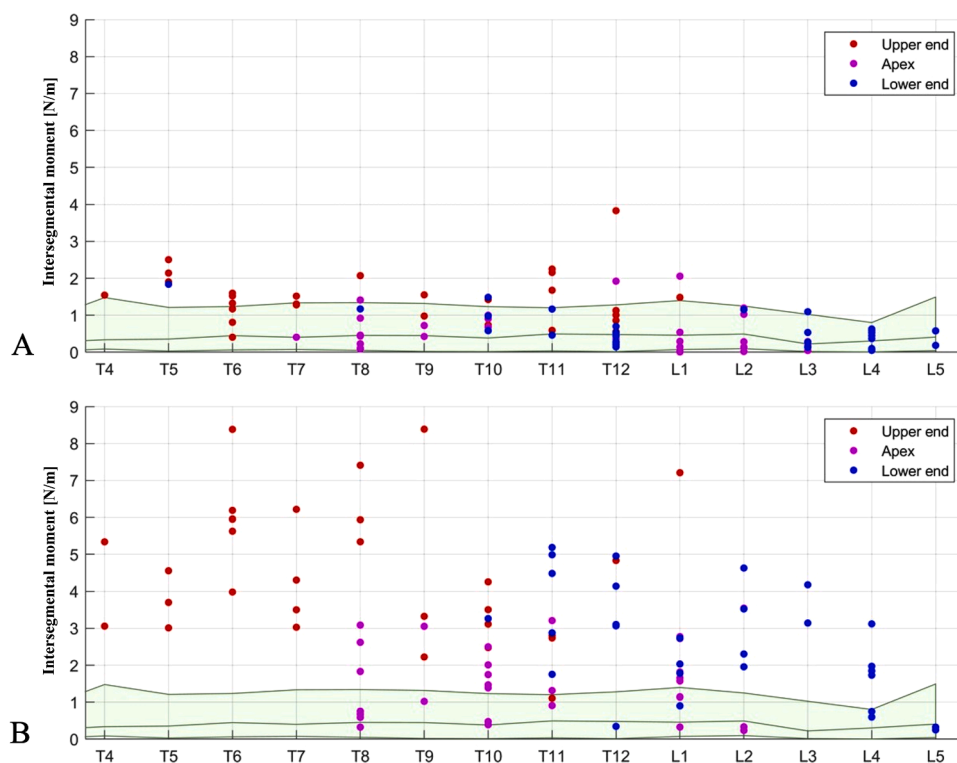 A
Intersegmental moment [N/m]
9
8
7
6
5
4
3
2
1
0
Upper end
Apex
Lower end
T4 T5 T6 T7 T8 T9 T10 T11 T12 L1 L2 L3 L4 L5
B
Intersegmental moment [N/m]
9
8
7
6
5
4
3
2
1
0
Upper end
Apex
Lower end
T4 T5 T6 T7 T8 T9 T10 T11 T12 L1 L2 L3 L4 L5